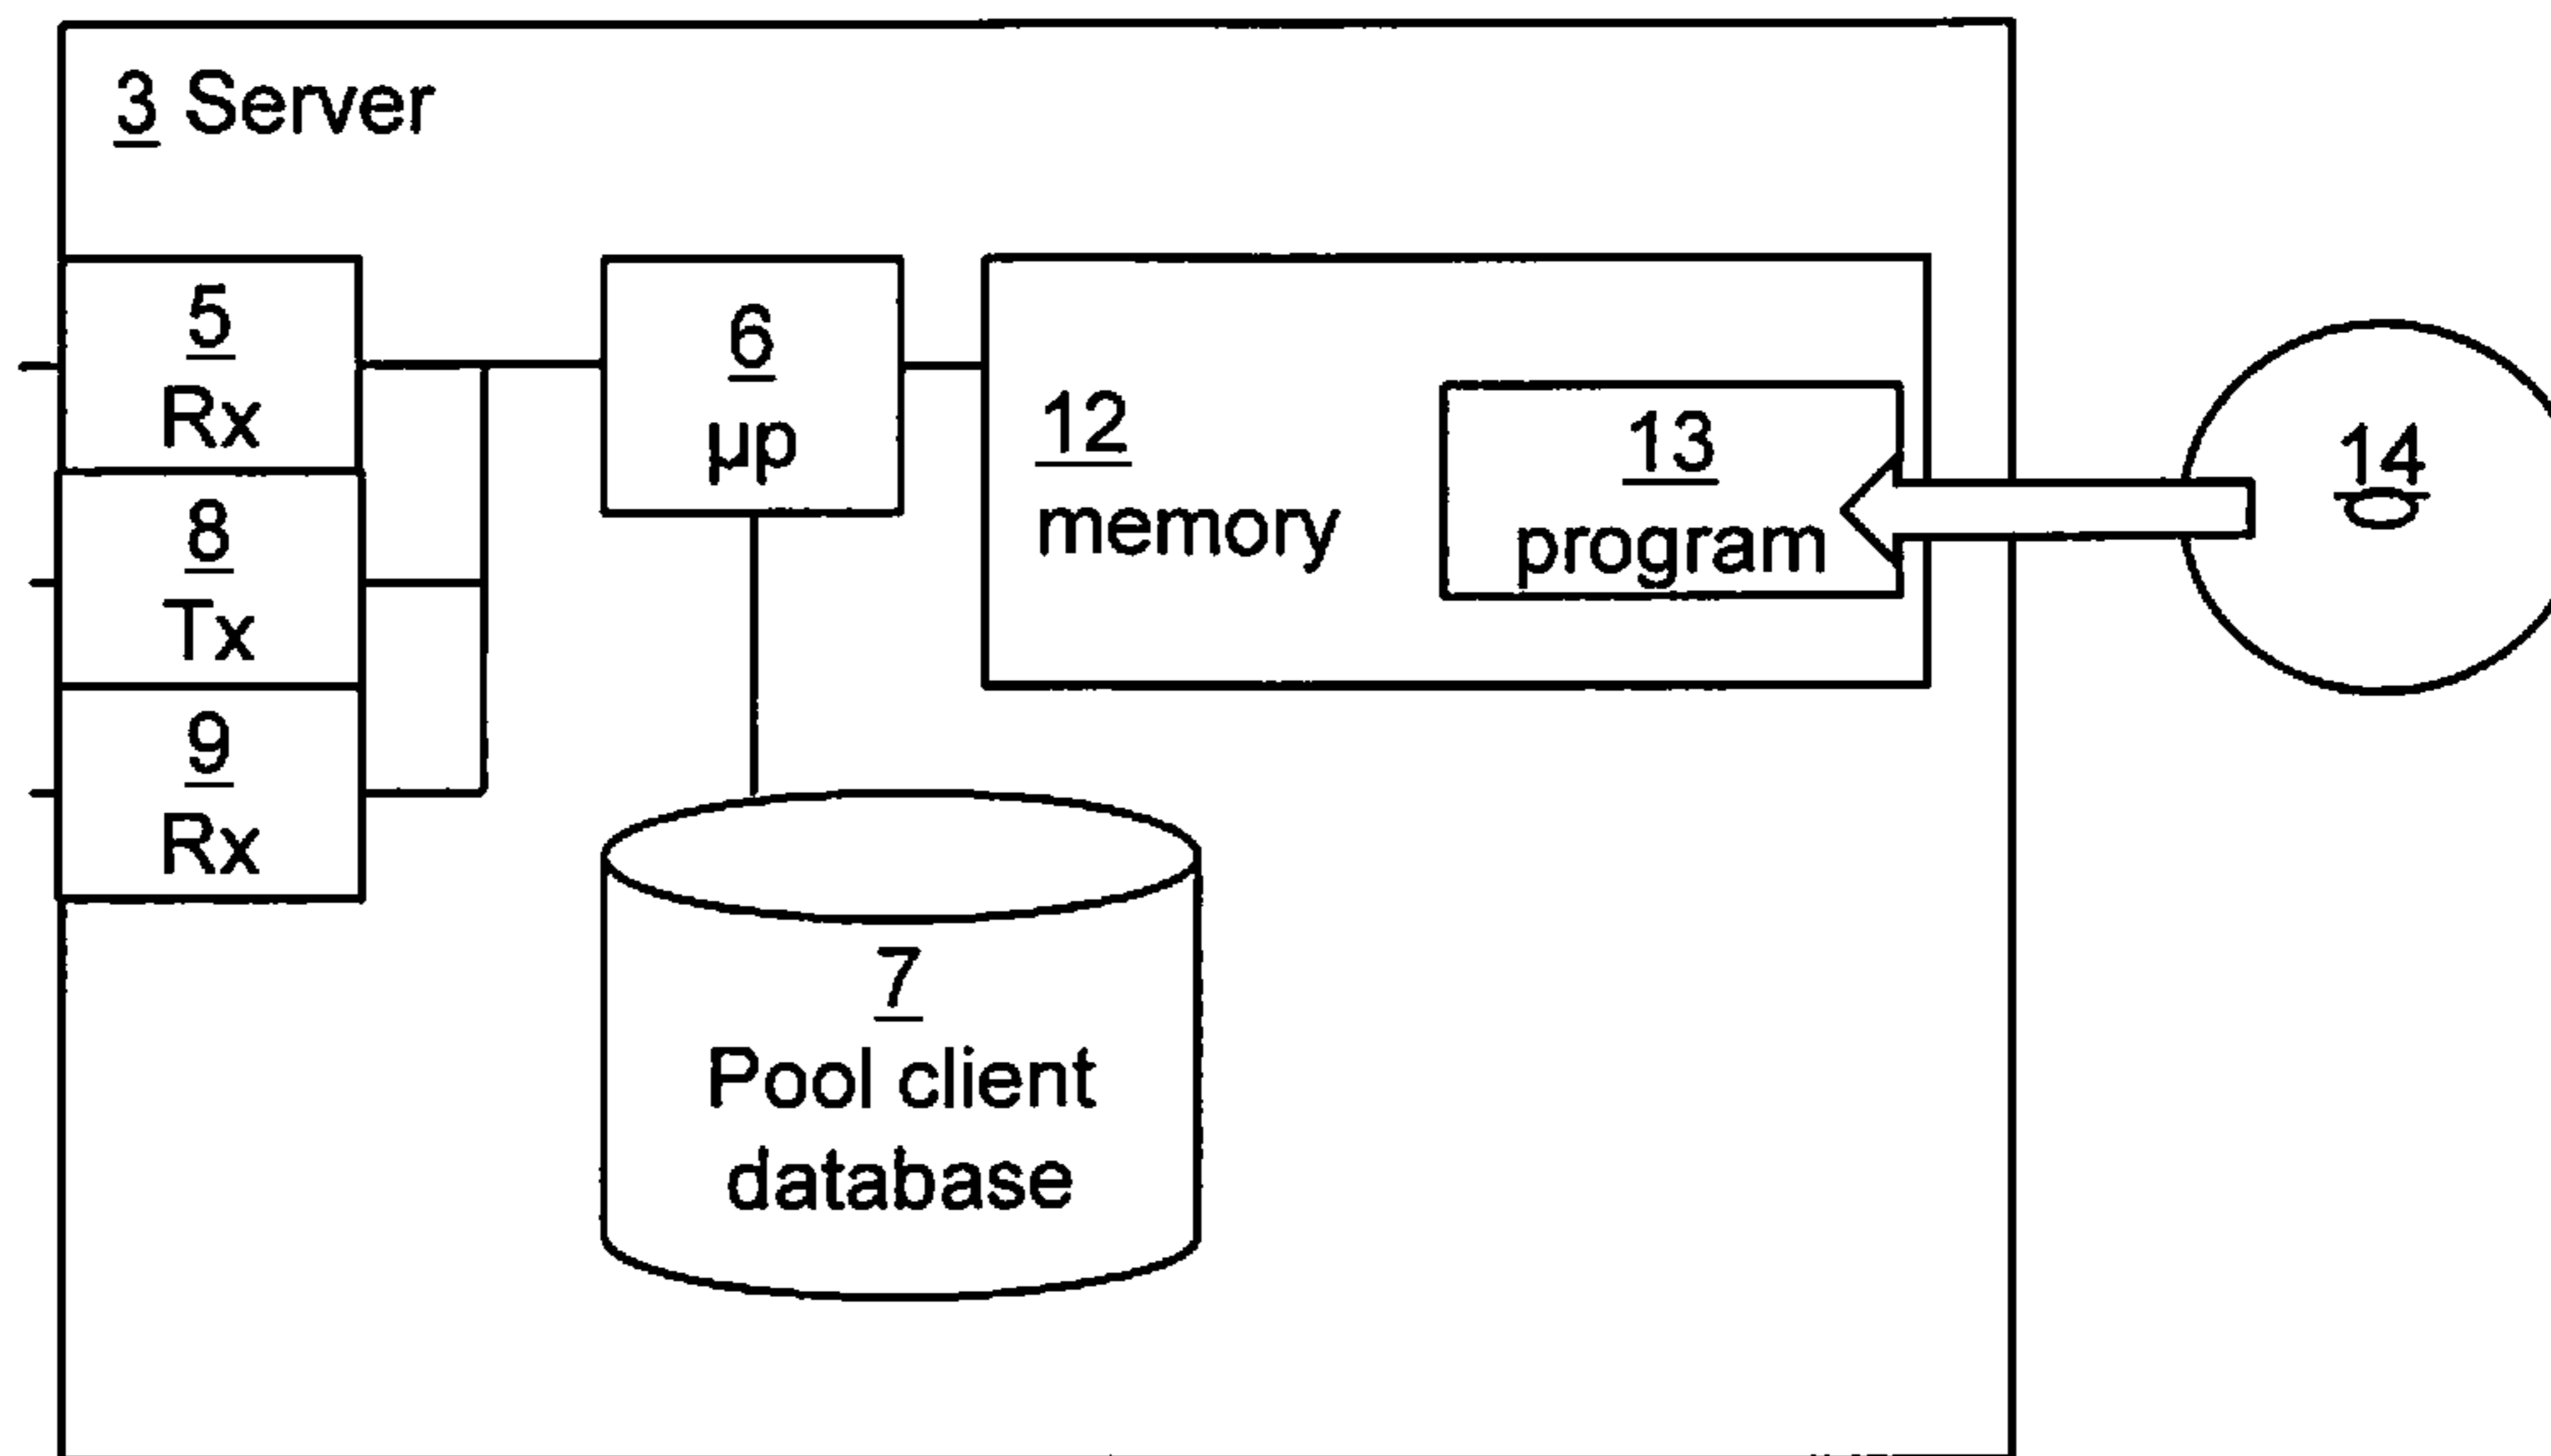 3 Server
5
Rx
8
Tx
9
Rx
6
µp
12
memory
13
program
14
7
Pool client
database